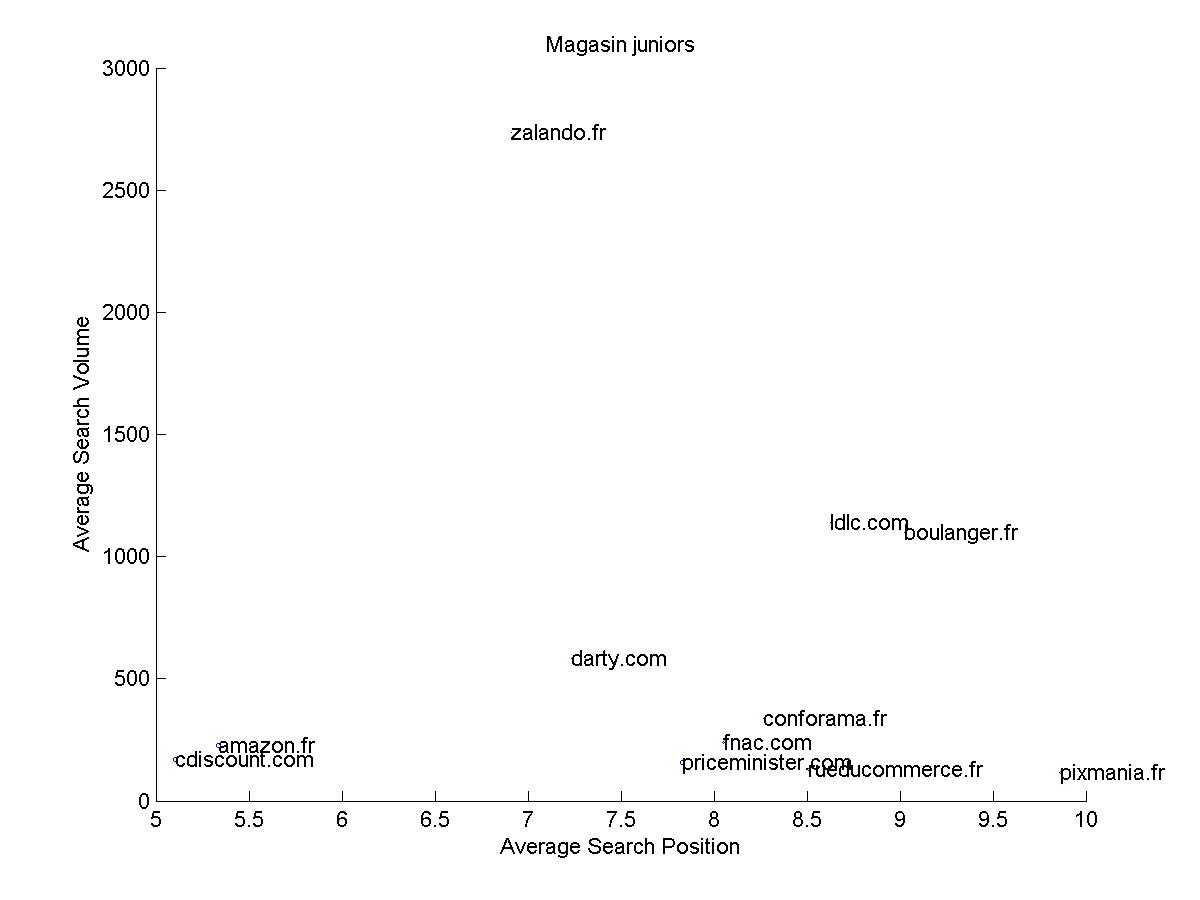 Magasin juniors
3000
zalando.fr
2500
2000
Average Search Volume
1500
ldlc.com
boulanger.fr
1000
darty.com
500
conforama.fr
fnac.com
amazon.fr
cdiscount.com
priceminister.com
rueducommerce.fr
pixmania.fr
0
5 5.5 6 6.5 7 7.5 8 8.5 9 9.5 10
Average Search Position